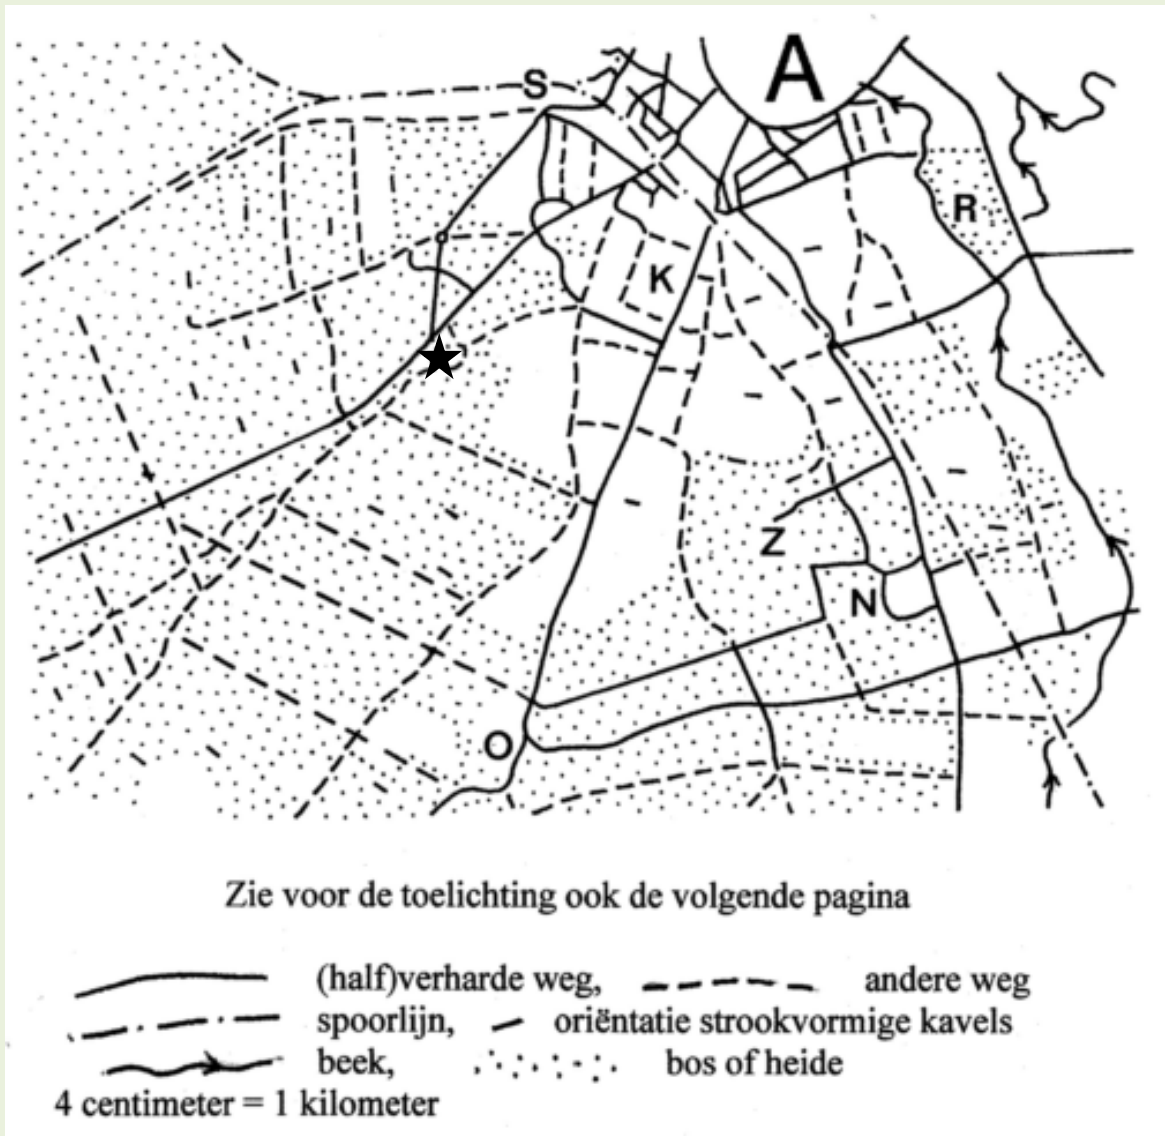 A
S
R
K
Z
N
O
Zie voor de toelichting ook de volgende pagina
(half)verharde weg, andere weg
spoorlijn, oriëntatie strookvormige kavels
beek, bos of heide
4 centimeter = 1 kilometer